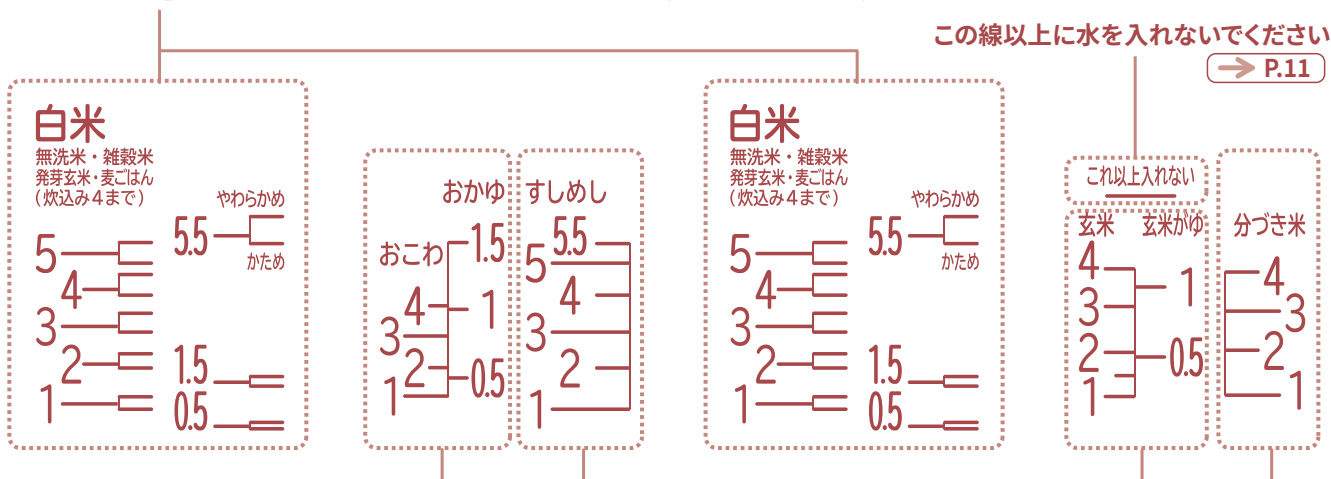 この線以上に水を入れないでください
P.11
白米
無洗米・雑穀米
発芽玄米・麦ごはん
(炊込み4まで)
やわらかめ
5.5
かため
5
4
3
2
1
1.5
0.5
おかゆ
1.5
1
0.5
おこわ
4
3
2
1
すしめし
5.5
5
4
3
2
1
白米
無洗米・雑穀米
発芽玄米・麦ごはん
(炊込み4まで)
やわらかめ
5.5
かため
5
4
3
2
1
1.5
0.5
これ以上入れない
玄米
4
3
2
1
玄米がゆ
1
0.5
分づき米
4
3
2
1